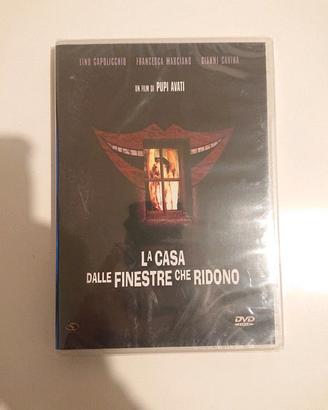 LINO CAPOLICCHIO FRANCESCA MARCIANO GIANNI CAVINA
UN FILM DI PUPI AVATI
LA CASA
DALLE FINESTRE CHE RIDONO
DVD